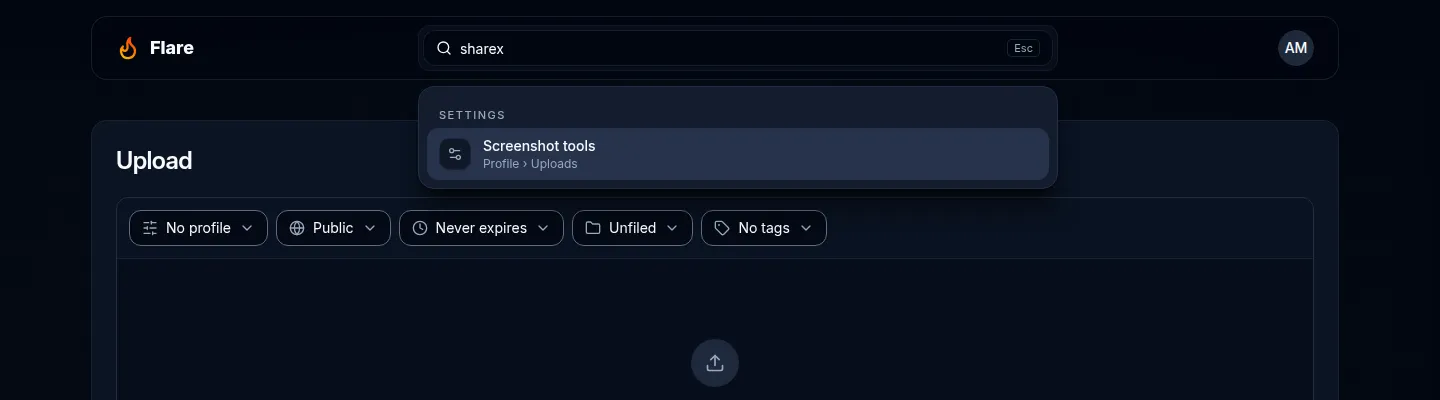 Flare
sharex
Esc
AM
SETTINGS
Screenshot tools
Profile › Uploads
Upload
No profile
Public
Never expires
Unfiled
No tags